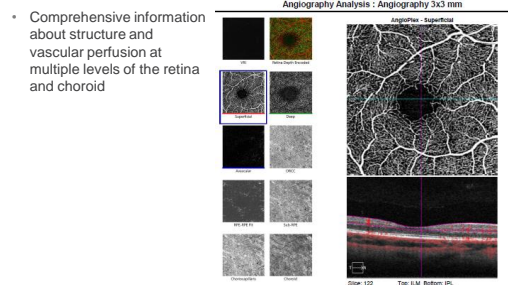 • Comprehensive information
about structure and
vascular perfusion at
multiple levels of the retina
and choroid
Angiography Analysis : Angiography 3x3 mm
AngioPlex - Superficial
VRI
Retina Depth Encoded
Superficial
Deep
Avascular
ORCC
RPE-RPE Fit
Sub-RPE
Choriocapillaris
Choroid
Slice: 122 Top: ILM Bottom: IPL